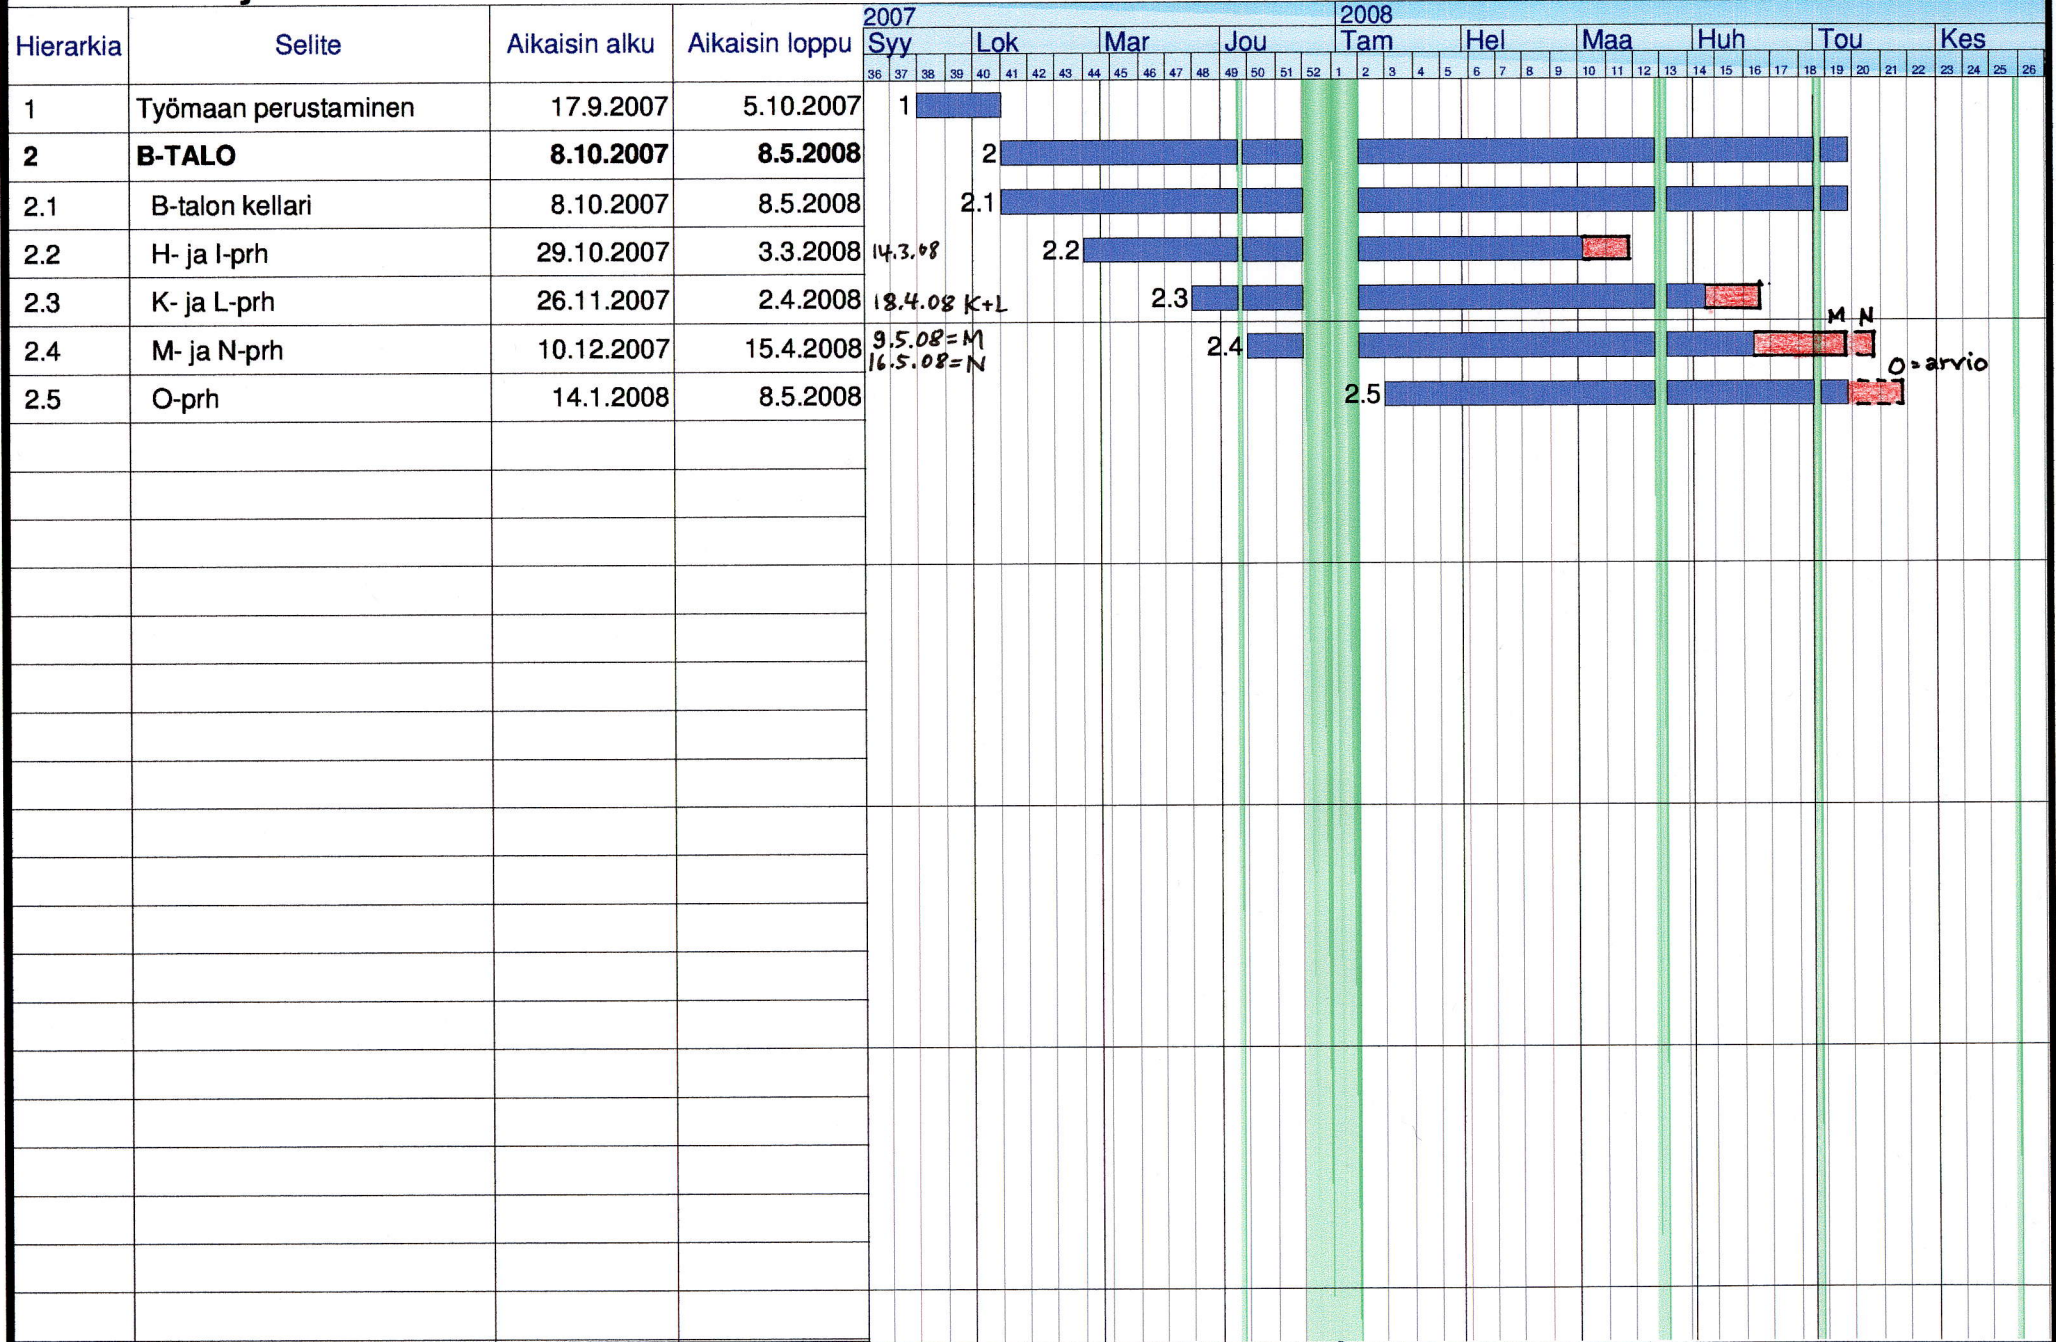 2007 2008
Hierarkia Selite Aikaisin alku Aikaisin loppu Syy Lok Mar Jou Tam Hel Maa Huh Tou Kes
36 37 38 39 40 41 42 43 44 45 46 47 48 49 50 51 52 1 2 3 4 5 6 7 8 9 10 11 12 13 14 15 16 17 18 19 20 21 22 23 24 25 26
1 Työmaan perustaminen 17.9.2007 5.10.2007 1
2 B-TALO 8.10.2007 8.5.2008 2
2.1 B-talon kellari 8.10.2007 8.5.2008 2.1
2.2 H- ja I-prh 29.10.2007 3.3.2008 14.3.08 2.2
2.3 K- ja L-prh 26.11.2007 2.4.2008 18.4.08 K+L 2.3
M N
2.4 M- ja N-prh 10.12.2007 15.4.2008 9.5.08=M 2.4
16.5.08=N
O=arvio
2.5 O-prh 14.1.2008 8.5.2008 2.5